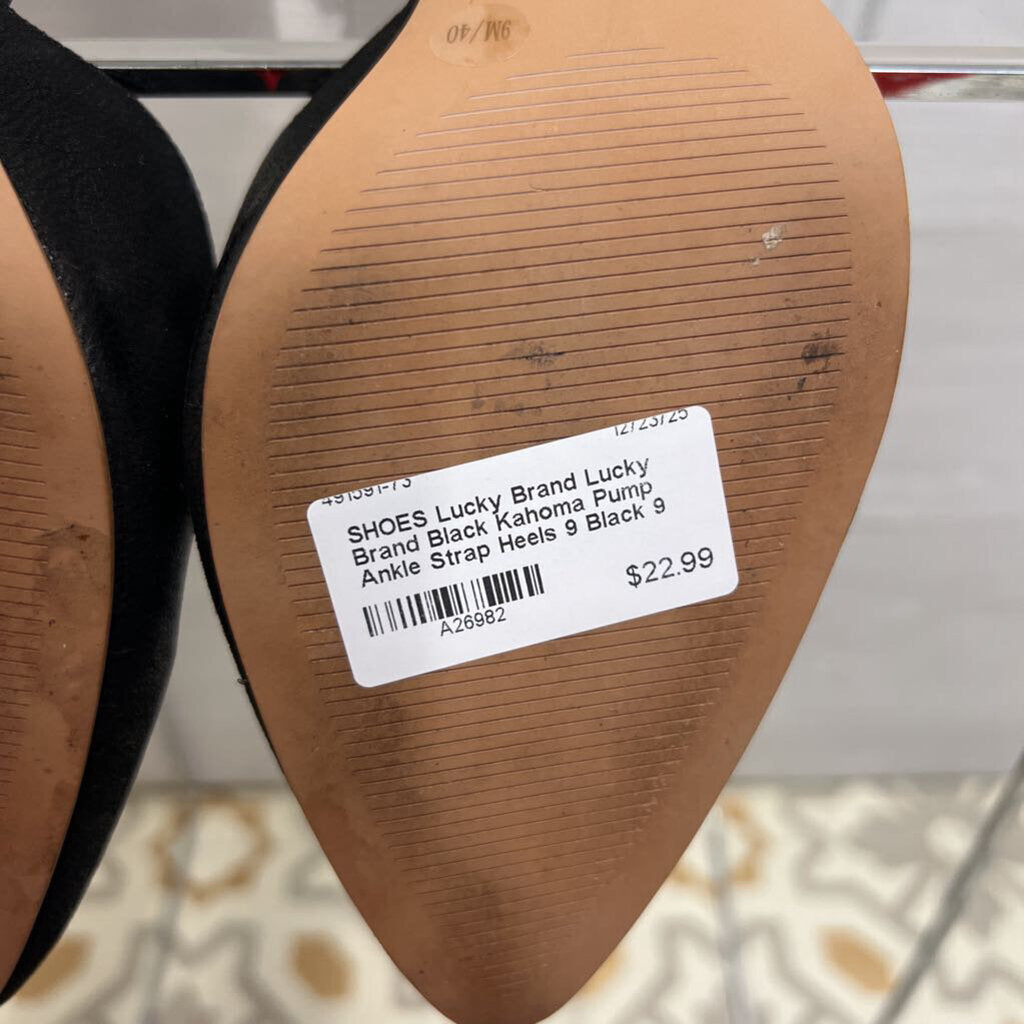 9M/40
491591-73 12/23/25
SHOES Lucky Brand Lucky
Brand Black Kahoma Pump
Ankle Strap Heels 9 Black 9
$22.99
A26982